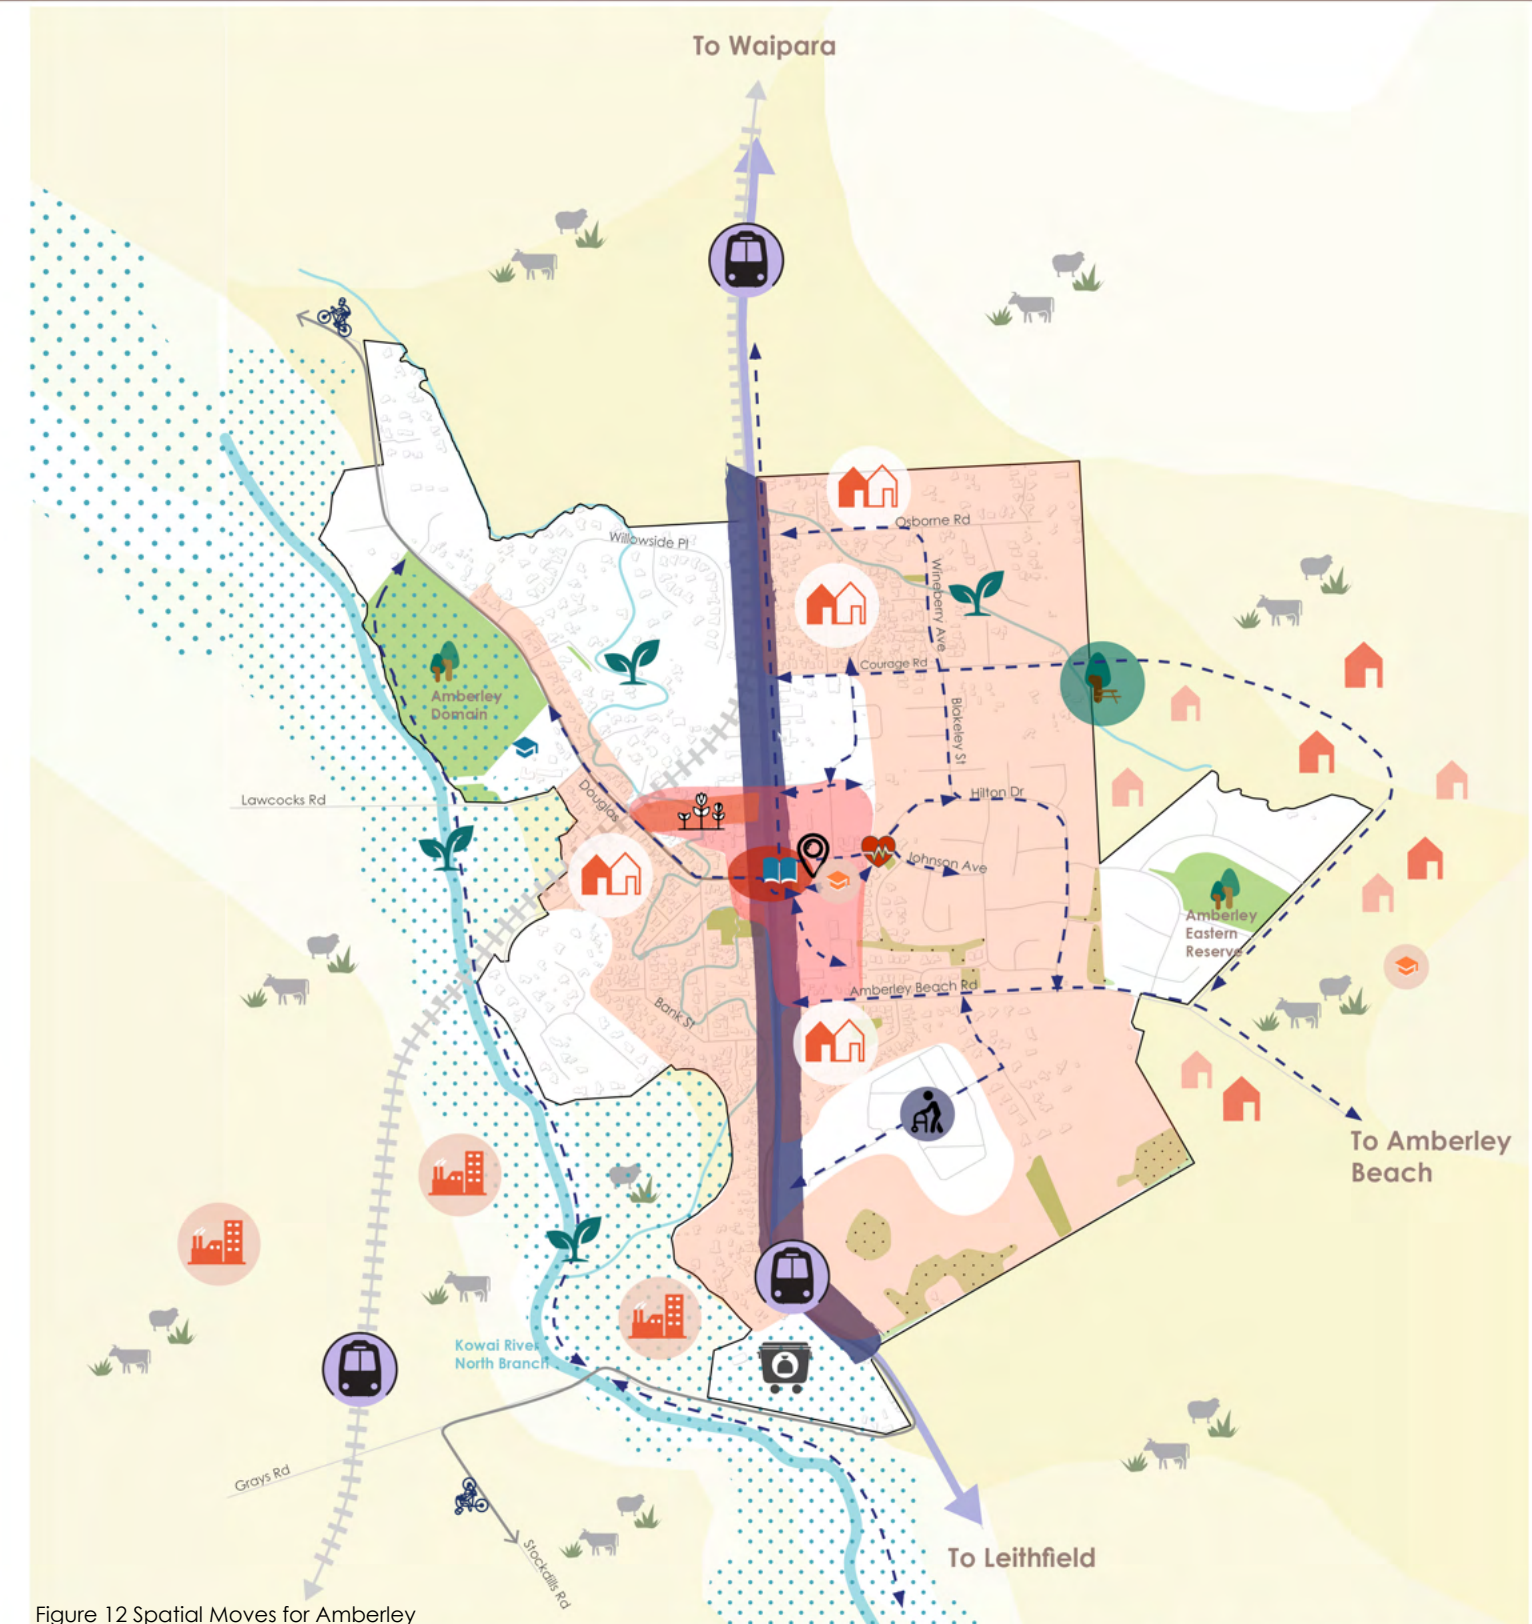 To Waipara
Osborne Rd
Willowside Pl
Wineberry Ave
Courage Rd
Amberley
Domain
Blakeley St
Hilton Dr
Lawcocks Rd
Douglas
Johnson Ave
Amberley
Eastern
Reserve
Amberley Beach Rd
Bank St
To Amberley
Beach
Kowai River
North Branch
Grays Rd
Stockdills Rd
To Leithfield
Figure 12 Spatial Moves for Amberley